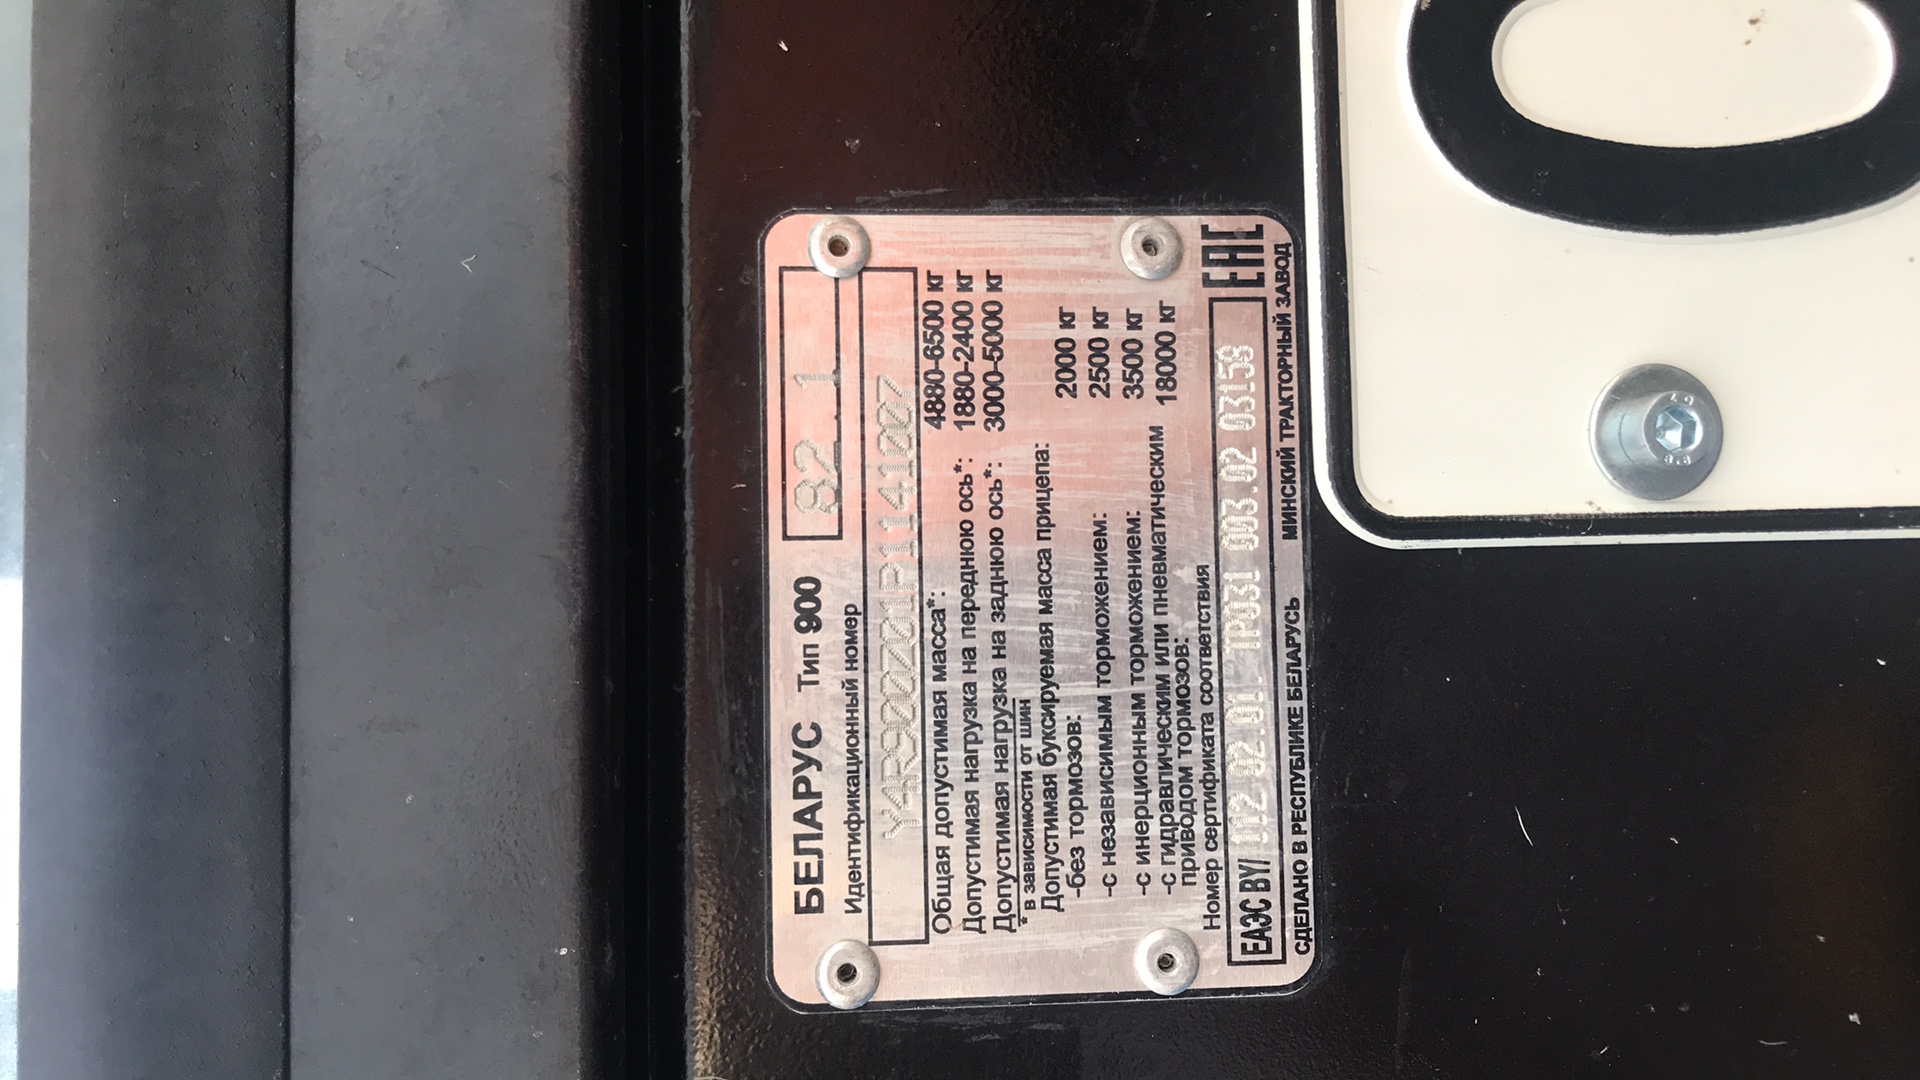 БЕЛАРУС Тип 900 82.1
Идентификационный номер
Y4R900Z01P1141007
Общая допустимая масса*: 4880-6500 кг
Допустимая нагрузка на переднюю ось*: 1880-2400 кг
Допустимая нагрузка на заднюю ось*: 3000-5000 кг
* в зависимости от шин
Допустимая буксируемая масса прицепа:
-без тормозов: 2000 кг
-с независимым торможением: 2500 кг
-с инерционным торможением: 3500 кг
-с гидравлическим или пневматическим 18000 кг
приводом тормозов:
Номер сертификата соответствия
ЕАЭС BY/ 112 02.01. ТР031 003.02 03158 EAC
СДЕЛАНО В РЕСПУБЛИКЕ БЕЛАРУСЬ МИНСКИЙ ТРАКТОРНЫЙ ЗАВОД